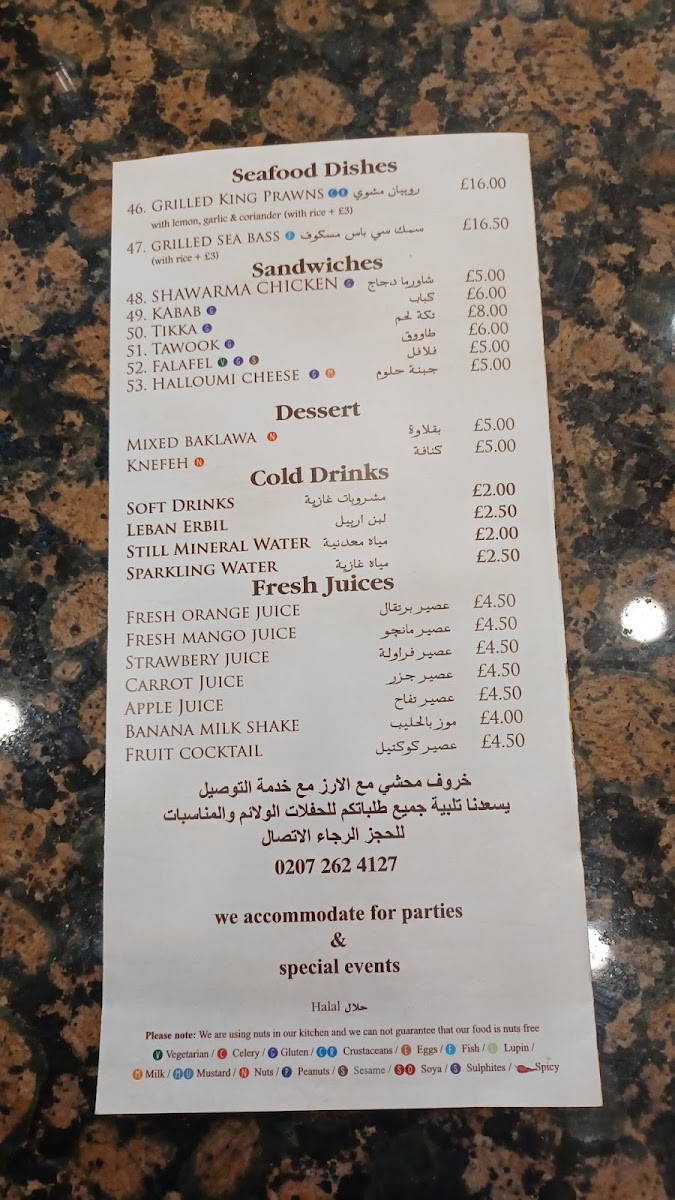 Seafood Dishes
46. GRILLED KING PRAWNS CR روبيان مشوي £16.00
with lemon, garlic & coriander (with rice + £3)
47. GRILLED SEA BASS F سمك سي باس مسكوف £16.50
(with rice + £3)
Sandwiches
48. SHAWARMA CHICKEN G شاورما دجاج £5.00
49. KABAB G كباب £6.00
50. TIKKA G تكة لحم £8.00
51. TAWOOK G طاووق £6.00
52. FALAFEL V G S فلافل £5.00
53. HALLOUMI CHEESE G M جبنة حلوم £5.00
Dessert
MIXED BAKLAWA N بقلاوة £5.00
KNEFEH N كنافة £5.00
Cold Drinks
SOFT DRINKS مشروبات غازية £2.00
LEBAN ERBIL لبن اربيل £2.50
STILL MINERAL WATER مياه معدنية £2.00
SPARKLING WATER مياه غازية £2.50
Fresh Juices
FRESH ORANGE JUICE عصير برتقال £4.50
FRESH MANGO JUICE عصير مانجو £4.50
STRAWBERY JUICE عصير فراولة £4.50
CARROT JUICE عصير جزر £4.50
APPLE JUICE عصير تفاح £4.50
BANANA MILK SHAKE موز بالحليب £4.00
FRUIT COCKTAIL عصير كوكتيل £4.50
خروف محشي مع الارز مع خدمة التوصيل
يسعدنا تلبية جميع طلباتكم للحفلات الولائم والمناسبات
للحجز الرجاء الاتصال
0207 262 4127
we accommodate for parties
&
special events
Halal حلال
Please note: We are using nuts in our kitchen and we can not guarantee that our food is nuts free
V Vegetarian / C Celery / G Gluten / CR Crustaceans / E Eggs / F Fish / L Lupin /
M Milk / MU Mustard / N Nuts / P Peanuts / S Sesame / SO Soya / S Sulphites / Spicy